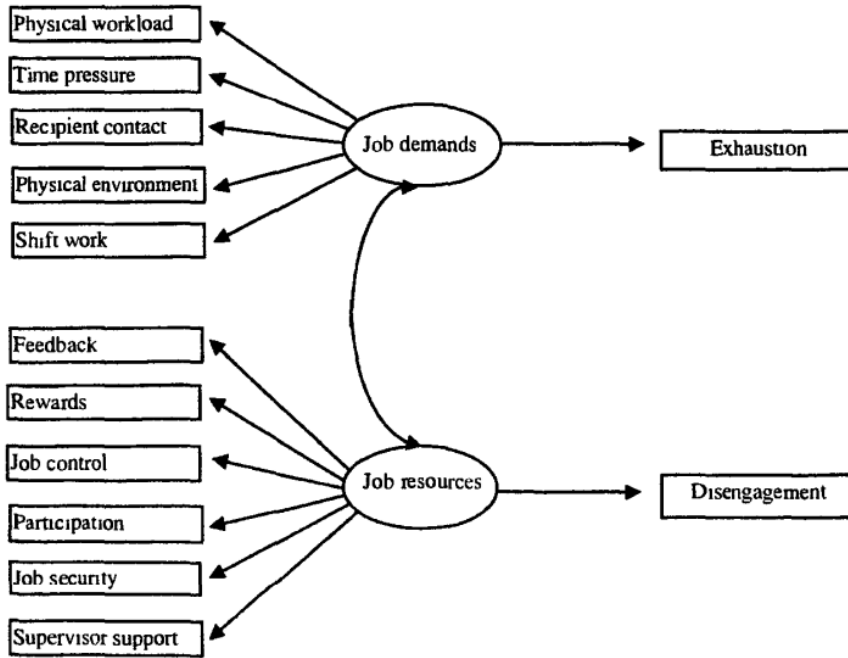 Physical workload
Time pressure
Recipient contact
Physical environment
Shift work
Job demands
Exhaustion
Feedback
Rewards
Job control
Participation
Job security
Supervisor support
Job resources
Disengagement